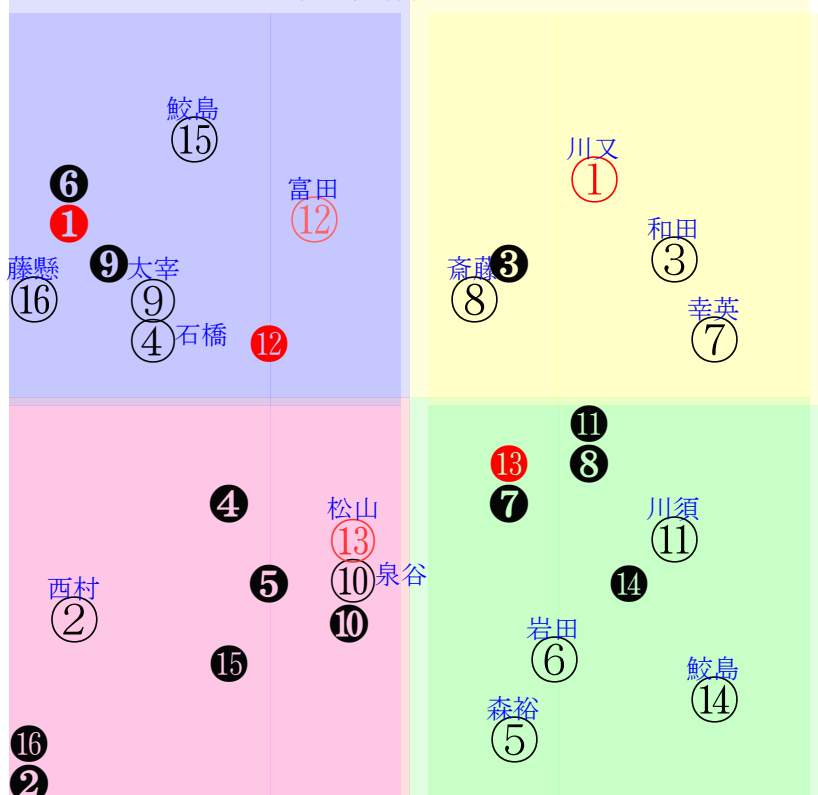 鮫島
⑮
川又
❻
富田
①
❶
⑫
和田
藤懸
❾
太宰
斎藤
❸
③
⑯
⑨
⑧
幸英
④
石橋
⓬
⑦
⓫
⓭
❽
❹
松山
❼
川須
⑬
⑪
西村
❺
⑩
泉谷
⓮
②
❿
岩田
⓯
⑥
鮫島
森裕
⑭
⓰
⑤
❷